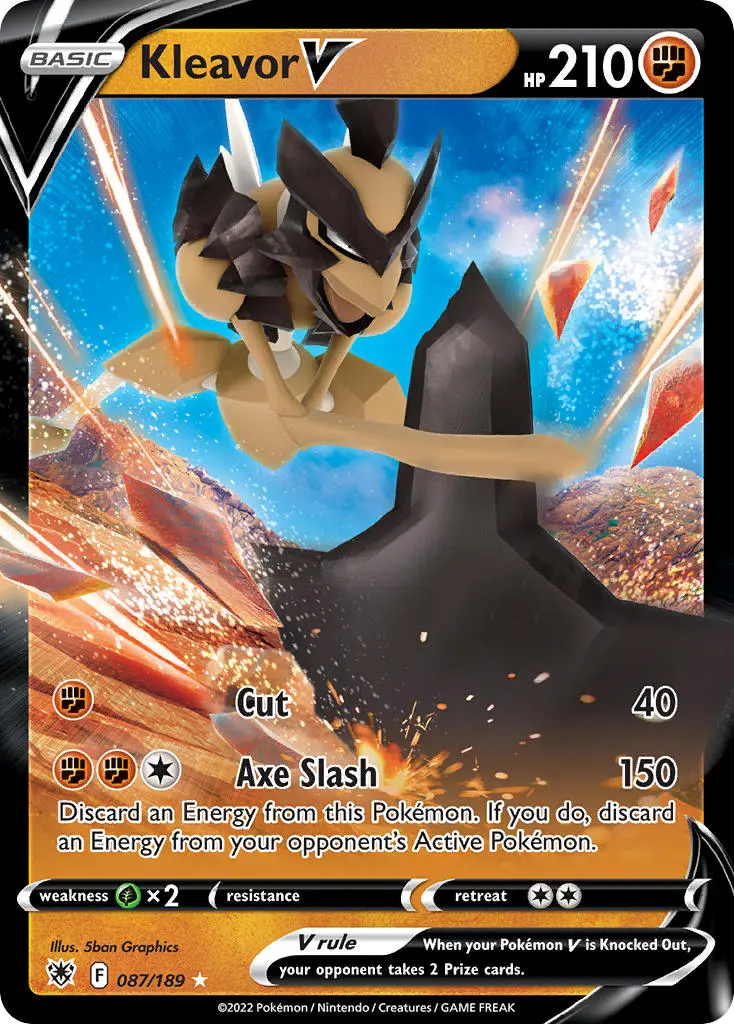 BASIC
Kleavor V
HP 210
Cut 40
Axe Slash 150
Discard an Energy from this Pokémon. If you do, discard
an Energy from your opponent's Active Pokémon.
weakness ×2 resistance retreat
Illus. 5ban Graphics
V rule When your Pokémon V is Knocked Out,
your opponent takes 2 Prize cards.
F 087/189
©2022 Pokémon / Nintendo / Creatures / GAME FREAK